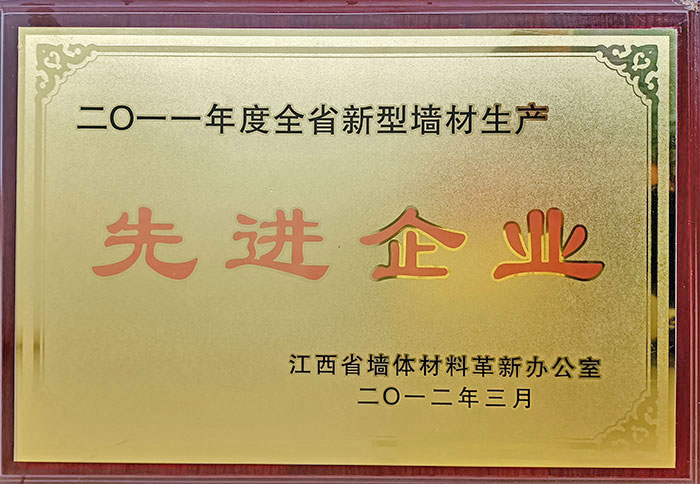 二〇一一年度全省新型墙材生产
先进企业
江西省墙体材料革新办公室
二〇一二年三月